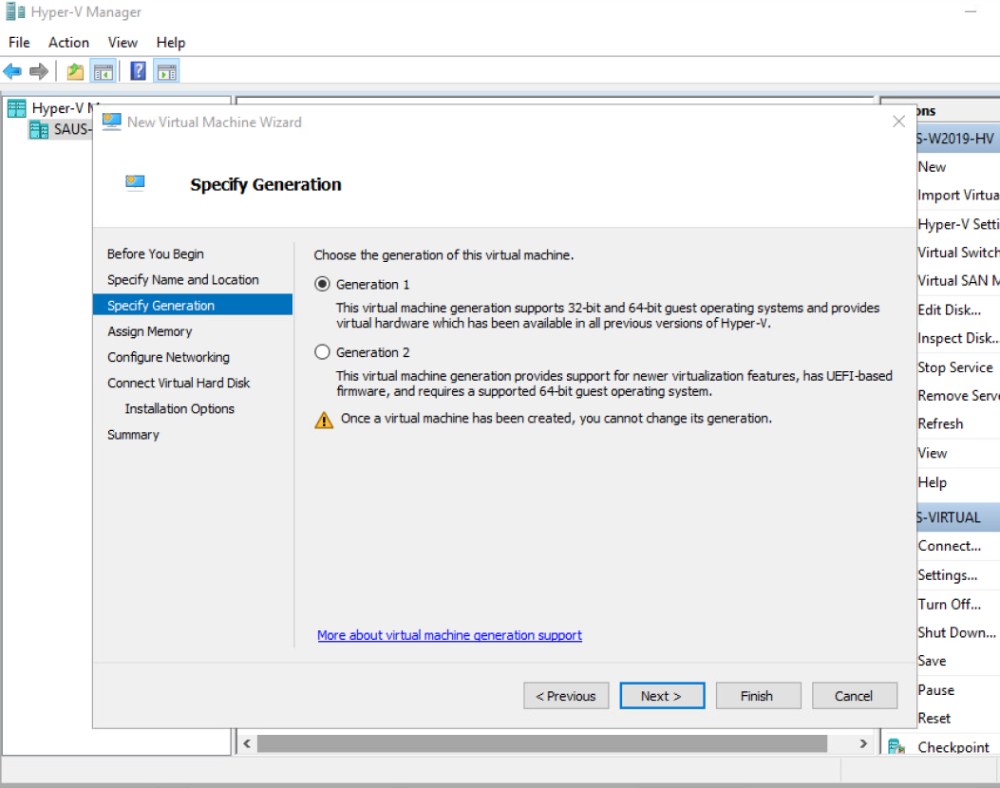 Hyper-V Manager
File Action View Help
Hyper-V M
SAUS-
New Virtual Machine Wizard
Specify Generation
Before You Begin
Specify Name and Location
Specify Generation
Assign Memory
Configure Networking
Connect Virtual Hard Disk
Installation Options
Summary
Choose the generation of this virtual machine.
Generation 1
This virtual machine generation supports 32-bit and 64-bit guest operating systems and provides
virtual hardware which has been available in all previous versions of Hyper-V.
Generation 2
This virtual machine generation provides support for newer virtualization features, has UEFI-based
firmware, and requires a supported 64-bit guest operating system.
Once a virtual machine has been created, you cannot change its generation.
More about virtual machine generation support
< Previous
Next >
Finish
Cancel
ons
S-W2019-HV
New
Import Virtua
Hyper-V Setti
Virtual Switch
Virtual SAN M
Edit Disk...
Inspect Disk...
Stop Service
Remove Serve
Refresh
View
Help
S-VIRTUAL
Connect...
Settings...
Turn Off...
Shut Down...
Save
Pause
Reset
Checkpoint